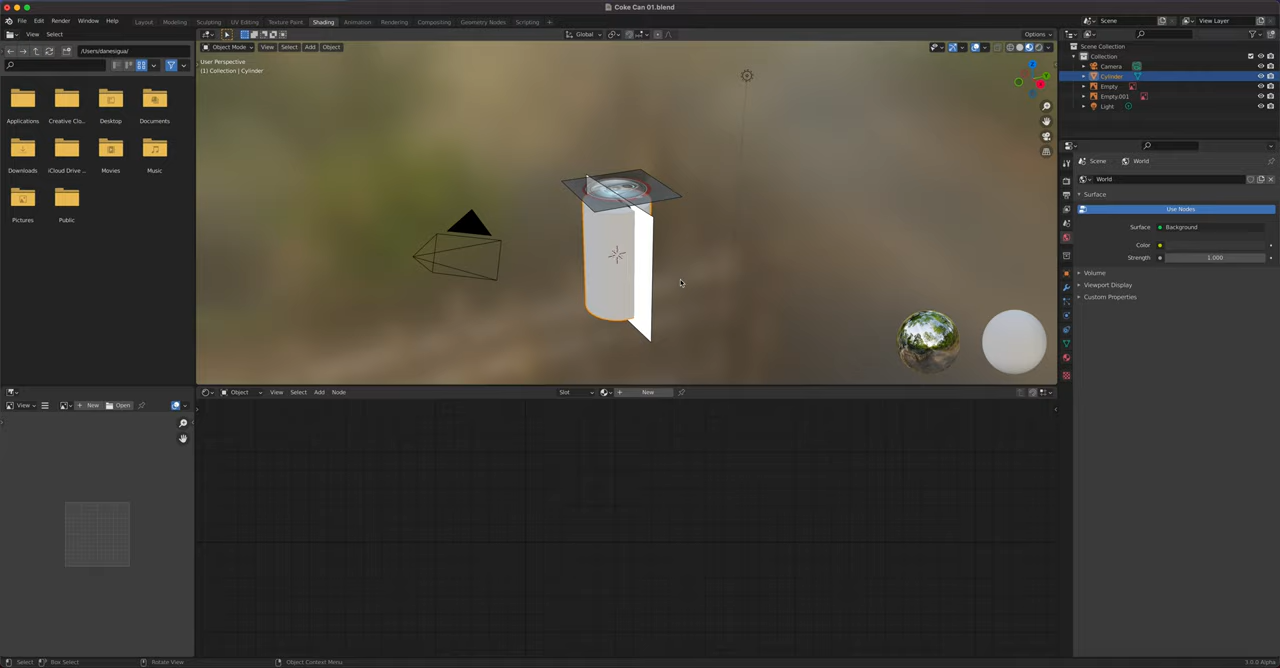 Coke Can 01.blend
File Edit Render Window Help Layout Modeling Sculpting UV Editing Texture Paint Shading Animation Rendering Compositing Geometry Nodes Scripting + Scene View Layer
View Select
Global Options
/Users/danesigua/
Object Mode View Select Add Object
User Perspective
(1) Collection | Cylinder
Applications Creative Clo... Desktop Documents
Downloads iCloud Drive ... Movies Music
Pictures Public
Scene Collection
Collection
Camera
Cylinder
Empty
Empty.001
Light
Scene World
World
Surface
Use Nodes
Surface Background
Color
Strength 1.000
Volume
Viewport Display
Custom Properties
View + New Open
Object View Select Add Node Slot + New
Select Box Select Rotate View Object Context Menu 3.0.0 Alpha